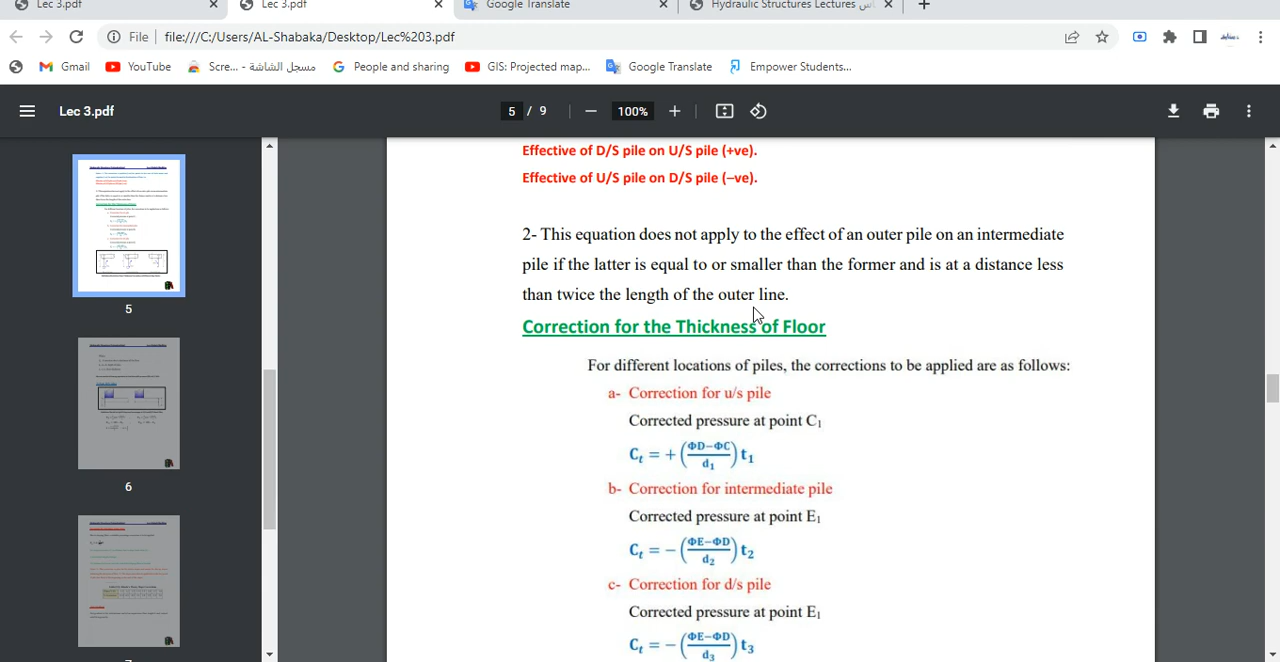 Lec 3.pdf
Lec 3.pdf
Google Translate
Hydraulic Structures Lectures
File
file:///C:/Users/AL-Shabaka/Desktop/Lec%203.pdf
Gmail
YouTube
Scre... - مسجل الشاشة
People and sharing
GIS: Projected map...
Google Translate
Empower Students...
Lec 3.pdf
5 / 9
100%
5
6
Effective of D/S pile on U/S pile (+ve).
Effective of U/S pile on D/S pile (–ve).
2- This equation does not apply to the effect of an outer pile on an intermediate
pile if the latter is equal to or smaller than the former and is at a distance less
than twice the length of the outer line.
Correction for the Thickness of Floor
For different locations of piles, the corrections to be applied are as follows:
a- Correction for u/s pile
Corrected pressure at point C₁
Cₜ = + (ΦD−ΦC / d₁) t₁
b- Correction for intermediate pile
Corrected pressure at point E₁
Cₜ = − (ΦE−ΦD / d₂) t₂
c- Correction for d/s pile
Corrected pressure at point E₁
Cₜ = − (ΦE−ΦD / d₃) t₃